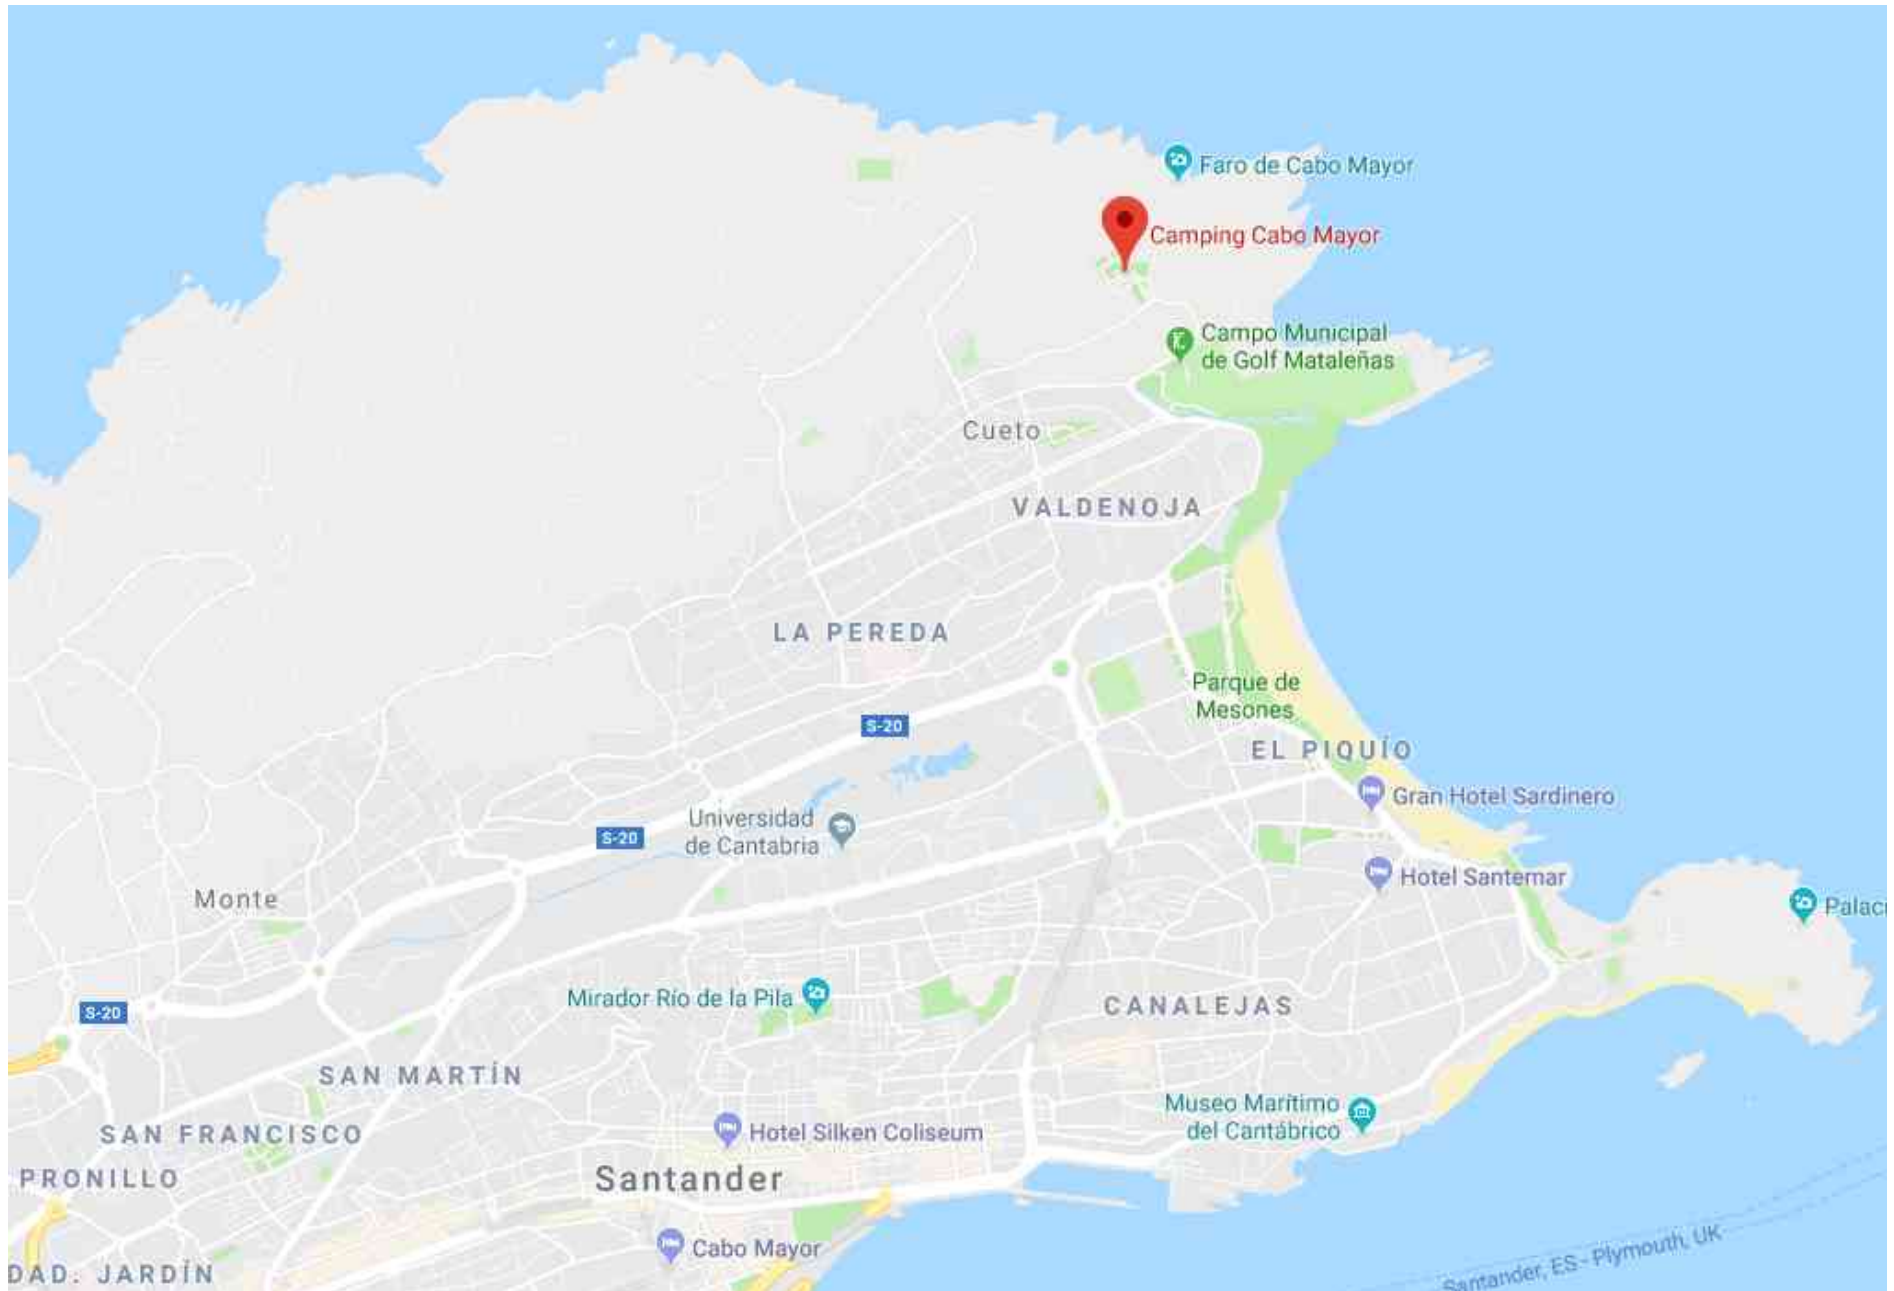 Faro de Cabo Mayor
Camping Cabo Mayor
Campo Municipal
de Golf Mataleñas
Cueto
VALDENOJA
LA PEREDA
Parque de
Mesones
S-20
EL PIQUÍO
Gran Hotel Sardinero
Universidad
de Cantabria
S-20
Hotel Santemar
Monte
Palac
Mirador Río de la Pila
CANALEJAS
S-20
SAN MARTÍN
Museo Marítimo
del Cantábrico
SAN FRANCISCO
Hotel Silken Coliseum
PRONILLO
Santander
Cabo Mayor
Santander, ES - Plymouth, UK
DAD. JARDÍN